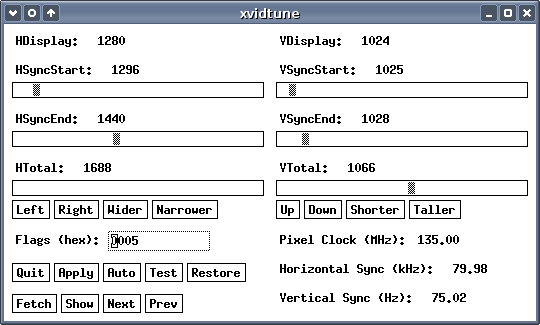 xvidtune
HDisplay: 1280
VDisplay: 1024
HSyncStart: 1296
VSyncStart: 1025
HSyncEnd: 1440
VSyncEnd: 1028
HTotal: 1688
VTotal: 1066
Left Right Wider Narrower
Up Down Shorter Taller
Flags (hex): 0005
Pixel Clock (MHz): 135.00
Quit Apply Auto Test Restore
Horizontal Sync (kHz): 79.98
Fetch Show Next Prev
Vertical Sync (Hz): 75.02